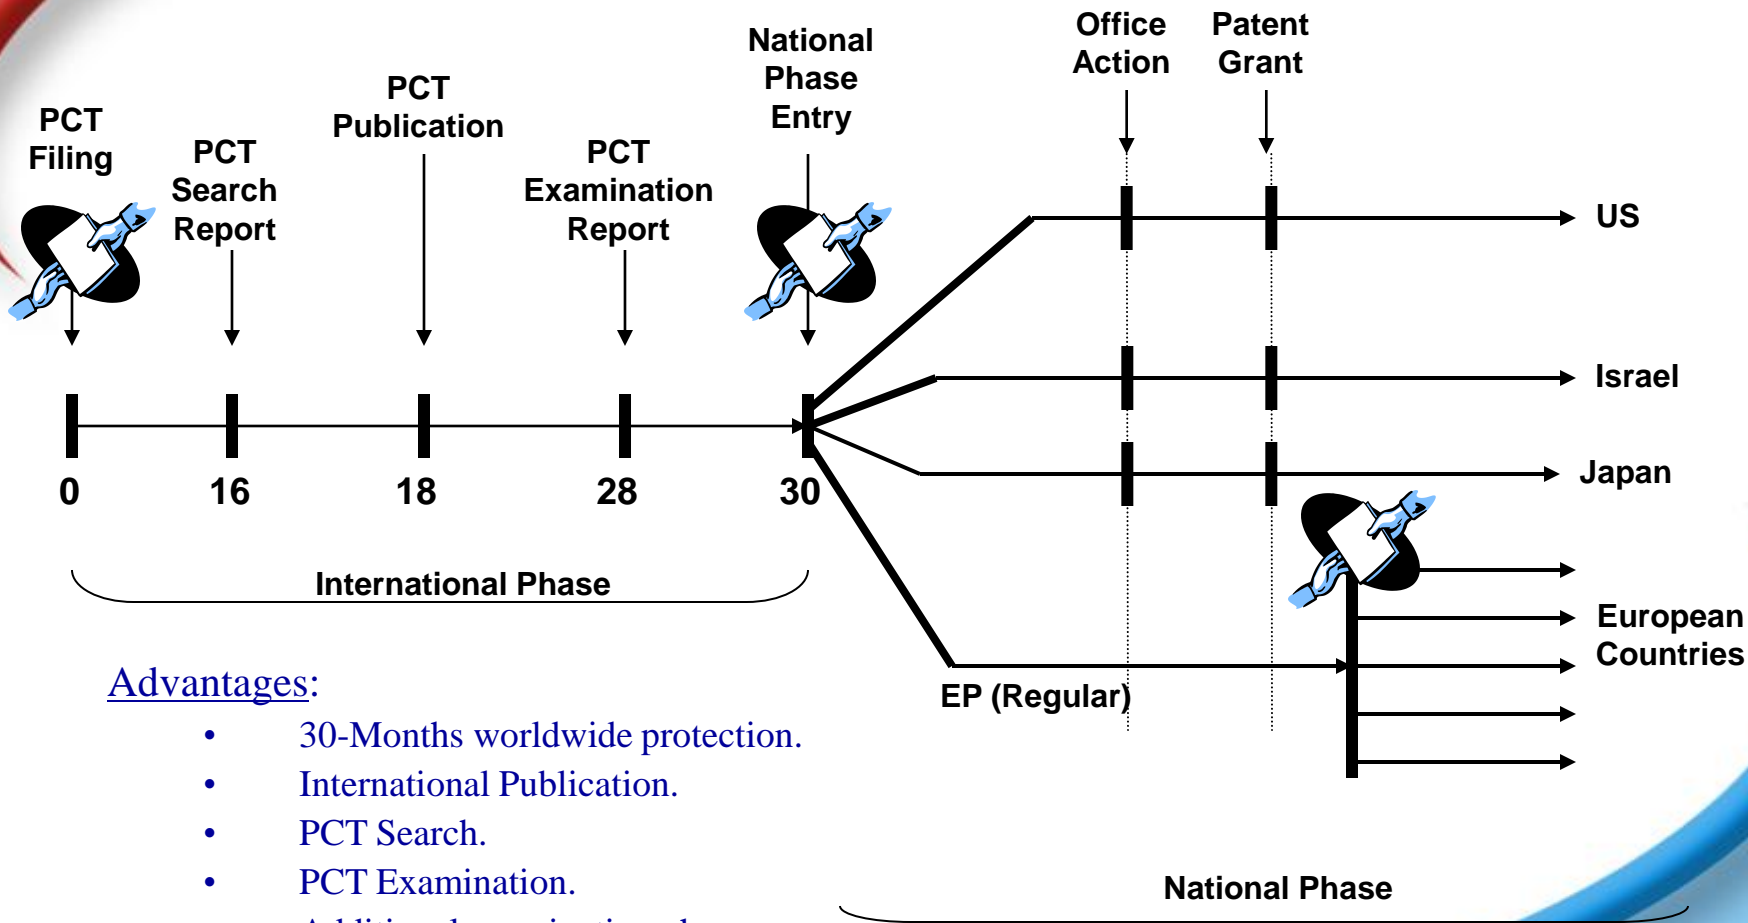 PCT
Filing
PCT
Search
Report
PCT
Publication
PCT
Examination
Report
National
Phase
Entry
Office
Action
Patent
Grant
US
Israel
Japan
European
Countries
EP (Regular)
0
16
18
28
30
International Phase
Advantages:
• 30-Months worldwide protection.
• International Publication.
• PCT Search.
• PCT Examination.
National Phase